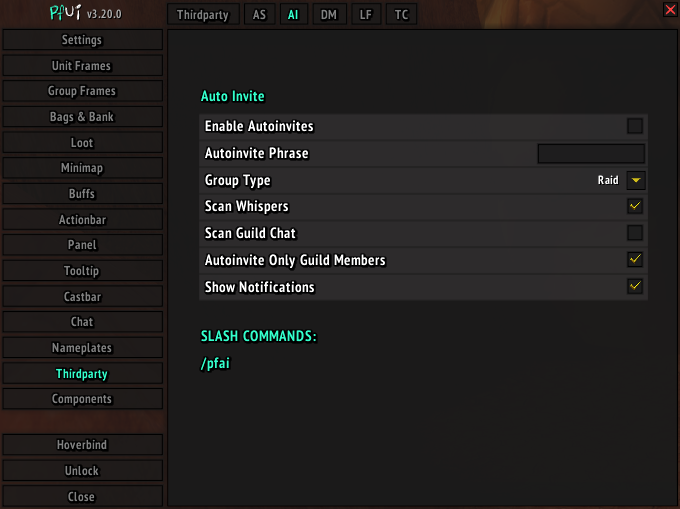 pfUI v3.20.0
Thirdparty AS AI DM LF TC
Settings
Unit Frames
Group Frames
Bags & Bank
Loot
Minimap
Buffs
Actionbar
Panel
Tooltip
Castbar
Chat
Nameplates
Thirdparty
Components
Hoverbind
Unlock
Close
Auto Invite
Enable Autoinvites
Autoinvite Phrase
Group Type Raid
Scan Whispers
Scan Guild Chat
Autoinvite Only Guild Members
Show Notifications
SLASH COMMANDS:
/pfai